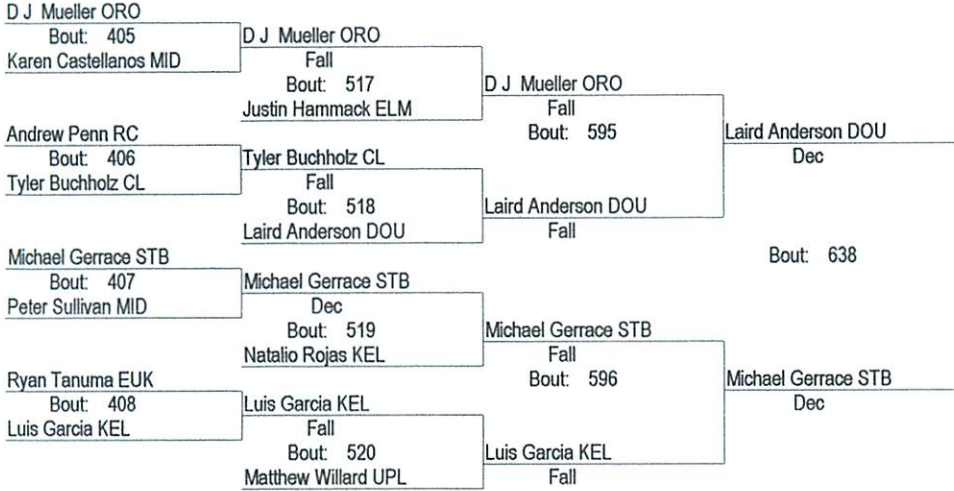 D J Mueller ORO
Bout: 405
Karen Castellanos MID
Andrew Penn RC
Bout: 406
Tyler Buchholz CL
Michael Gerrace STB
Bout: 407
Peter Sullivan MID
Ryan Tanuma EUK
Bout: 408
Luis Garcia KEL
D J Mueller ORO
Fall
Bout: 517
Justin Hammack ELM
Tyler Buchholz CL
Fall
Bout: 518
Laird Anderson DOU
Michael Gerrace STB
Dec
Bout: 519
Natalio Rojas KEL
Luis Garcia KEL
Fall
Bout: 520
Matthew Willard UPL
D J Mueller ORO
Fall
Bout: 595
Laird Anderson DOU
Fall
Michael Gerrace STB
Fall
Bout: 596
Luis Garcia KEL
Fall
Laird Anderson DOU
Dec
Bout: 638
Michael Gerrace STB
Dec